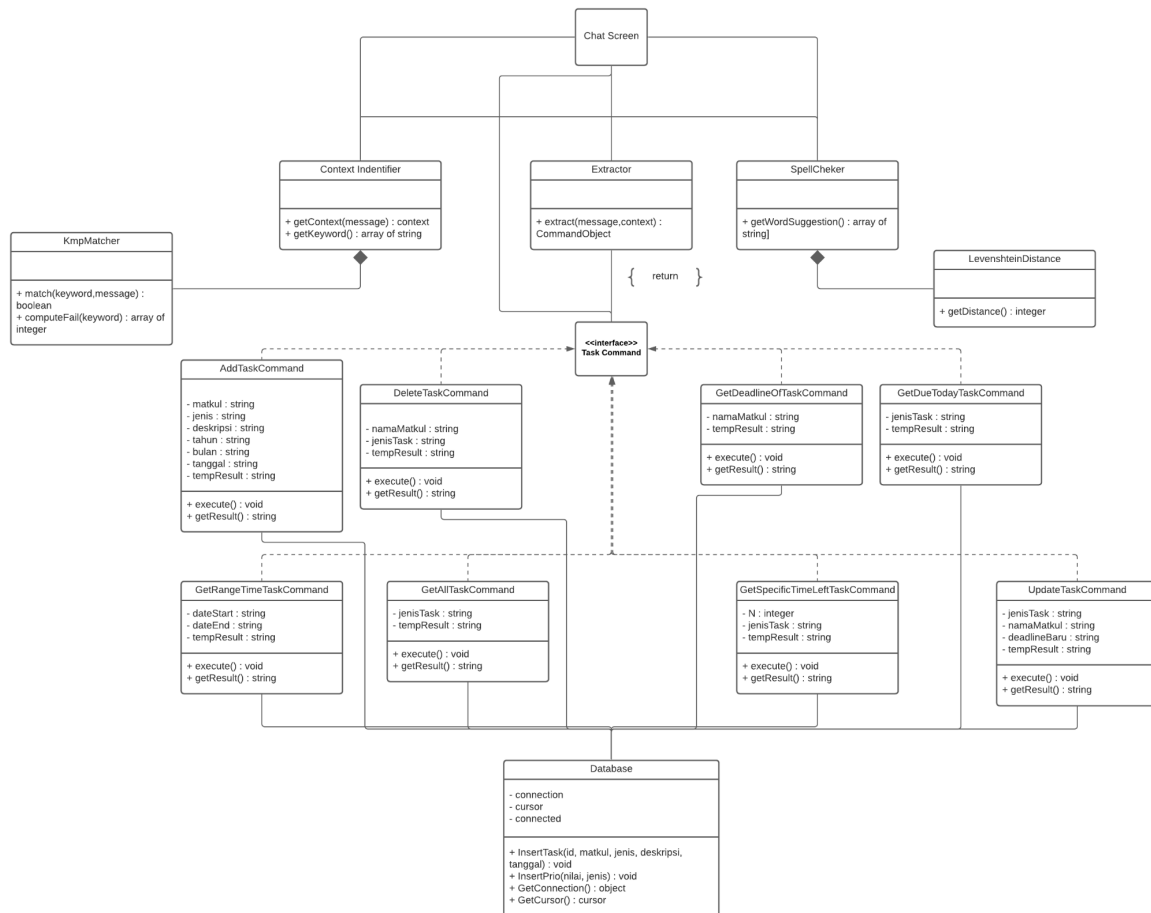 Chat Screen
Context Indentifier
+ getContext(message) : context
+ getKeyword() : array of string
Extractor
+ extract(message,context) :
CommandObject
SpellCheker
+ getWordSuggestion() : array of
string]
KmpMatcher
+ match(keyword,message) :
boolean
+ computeFail(keyword) : array of
integer
LevenshteinDistance
+ getDistance() : integer
{ return }
<<interface>>
Task Command
AddTaskCommand
- matkul : string
- jenis : string
- deskripsi : string
- tahun : string
- bulan : string
- tanggal : string
- tempResult : string
+ execute() : void
+ getResult() : string
DeleteTaskCommand
- namaMatkul : string
- jenisTask : string
- tempResult : string
+ execute() : void
+ getResult() : string
GetDeadlineOfTaskCommand
- namaMatkul : string
- tempResult : string
+ execute() : void
+ getResult() : string
GetDueTodayTaskCommand
- jenisTask : string
- tempResult : string
+ execute() : void
+ getResult() : string
GetRangeTimeTaskCommand
- dateStart : string
- dateEnd : string
- tempResult : string
+ execute() : void
+ getResult() : string
GetAllTaskCommand
- jenisTask : string
- tempResult : string
+ execute() : void
+ getResult() : string
GetSpecificTimeLeftTaskCommand
- N : integer
- jenisTask : string
- tempResult : string
+ execute() : void
+ getResult() : string
UpdateTaskCommand
- jenisTask : string
- namaMatkul : string
- deadlineBaru : string
- tempResult : string
+ execute() : void
+ getResult() : string
Database
- connection
- cursor
- connected
+ InsertTask(id, matkul, jenis, deskripsi,
tanggal) : void
+ InsertPrio(nilai, jenis) : void
+ GetConnection() : object
+ GetCursor() : cursor